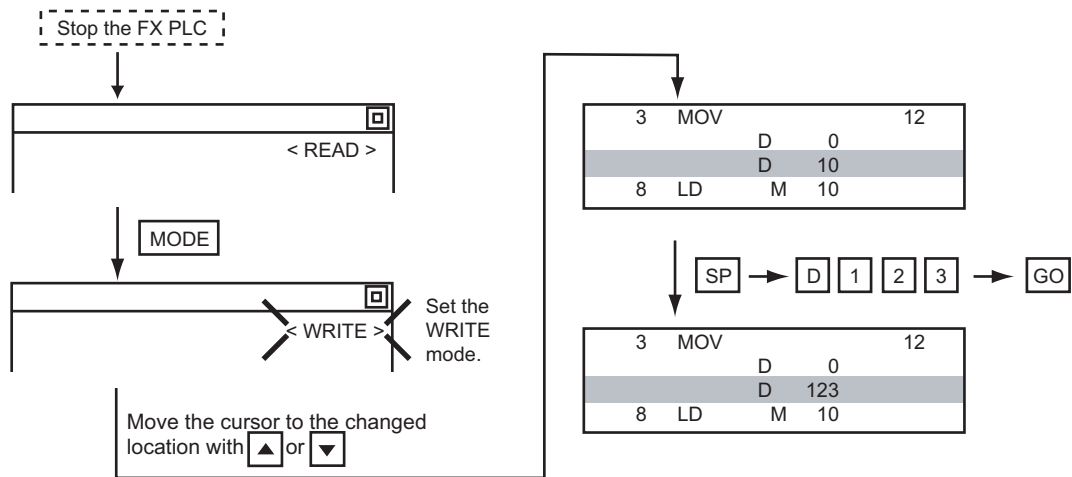 Stop the FX PLC
< READ >
MODE
< WRITE >
Set the
WRITE
mode.
Move the cursor to the changed
location with ▲ or ▼
3 MOV 12
D 0
D 10
8 LD M 10
SP D 1 2 3 GO
3 MOV 12
D 0
D 123
8 LD M 10